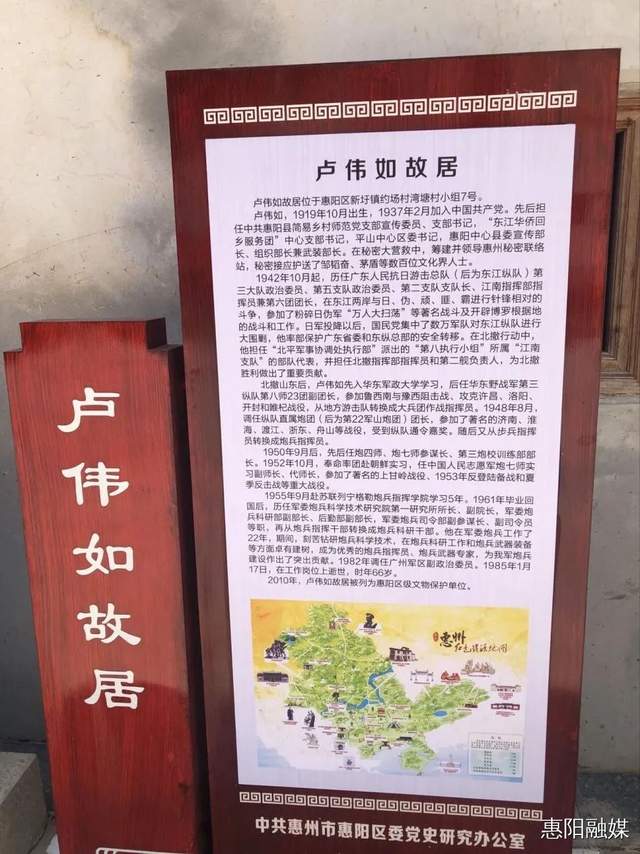 卢伟如故居
卢伟如故居位于惠阳区新圩镇约场村湾塘村小组7号。
卢伟如，1919年10月出生，1937年2月加入中国共产党。先后担
任中共惠阳县简易乡村师范党支部宣传委员、支部书记，“东江华侨回
乡服务团”中心支部书记，平山中心区委书记，惠阳中心县委宣传部
长、组织部长兼武装部长。在秘密大营救中，筹建并领导惠州秘密联络
站，秘密接应护送了邹韬奋、茅盾等数百位文化界人士。
1942年10月起，历任广东人民抗日游击总队（后为东江纵队）第
三大队政治委员、第五支队政治委员、第二支队支队长、江南指挥部指
挥员兼第六团团长，在东江两岸与日、伪、顽、匪、霸进行针锋相对的
斗争，参加了粉碎日伪军“万人大扫荡”等著名战斗及开辟博罗根据地
的战斗和工作。日军投降以后，国民党集中了数万军队对东江纵队进行
大围剿，他率部保护广东省委和东纵总部的安全转移。在北撤行动中，
他担任“北平军事协调处执行部”派出的“第八执行小组”所属“江南
支队”的部队代表，并担任北撤指挥部指挥员和第二舰负责人，为北撤
胜利做出了重要贡献。
北撤山东后，卢伟如先入华东军政大学学习，后任华东野战军第三
纵队第八师23团副团长，参加鲁西南与豫西阻击战、攻克许昌、洛阳、
开封和睢杞战役，从地方游击队转换成大兵团作战指挥员。1948年8月，
调任纵队直属炮团（后为第22军山炮团）团长，参加了著名的济南、淮
海、渡江、浙东、舟山等战役，受到纵队通令嘉奖。随后又从步兵指挥
员转换成炮兵指挥员。
1950年9月后，先后任炮四师、炮七师参谋长、第三炮校训练部部
长。1952年10月，奉命率团赴朝鲜实习，任中国人民志愿军炮七师实
习副师长、代师长，参加了著名的上甘岭战役、1953年反登陆备战和夏
季反击战等重大战役。
1955年9月赴苏联列宁格勒炮兵指挥学院学习5年。1961年毕业回
国后，历任军委炮兵科学技术研究院第一研究所所长、副院长，军委炮
兵科研部副部长、后勤部副部长，军委炮兵司令部副参谋长、副司令员
等职，再从炮兵指挥干部转换成炮兵科研干部。他在军委炮兵工作了
22年，期间，刻苦钻研炮兵科学技术，在炮兵科研工作和炮兵武器装备
等方面卓有建树，成为优秀的炮兵指挥员、炮兵武器专家，为我军炮兵
建设作出了突出贡献。1982年调任广州军区副政治委员。1985年1月
17日，在工作岗位上逝世，时年66岁。
2010年，卢伟如故居被列为惠阳区级文物保护单位。
惠州
红色资源地图
中共惠州市惠阳区委党史研究办公室
卢伟如故居
惠阳融媒